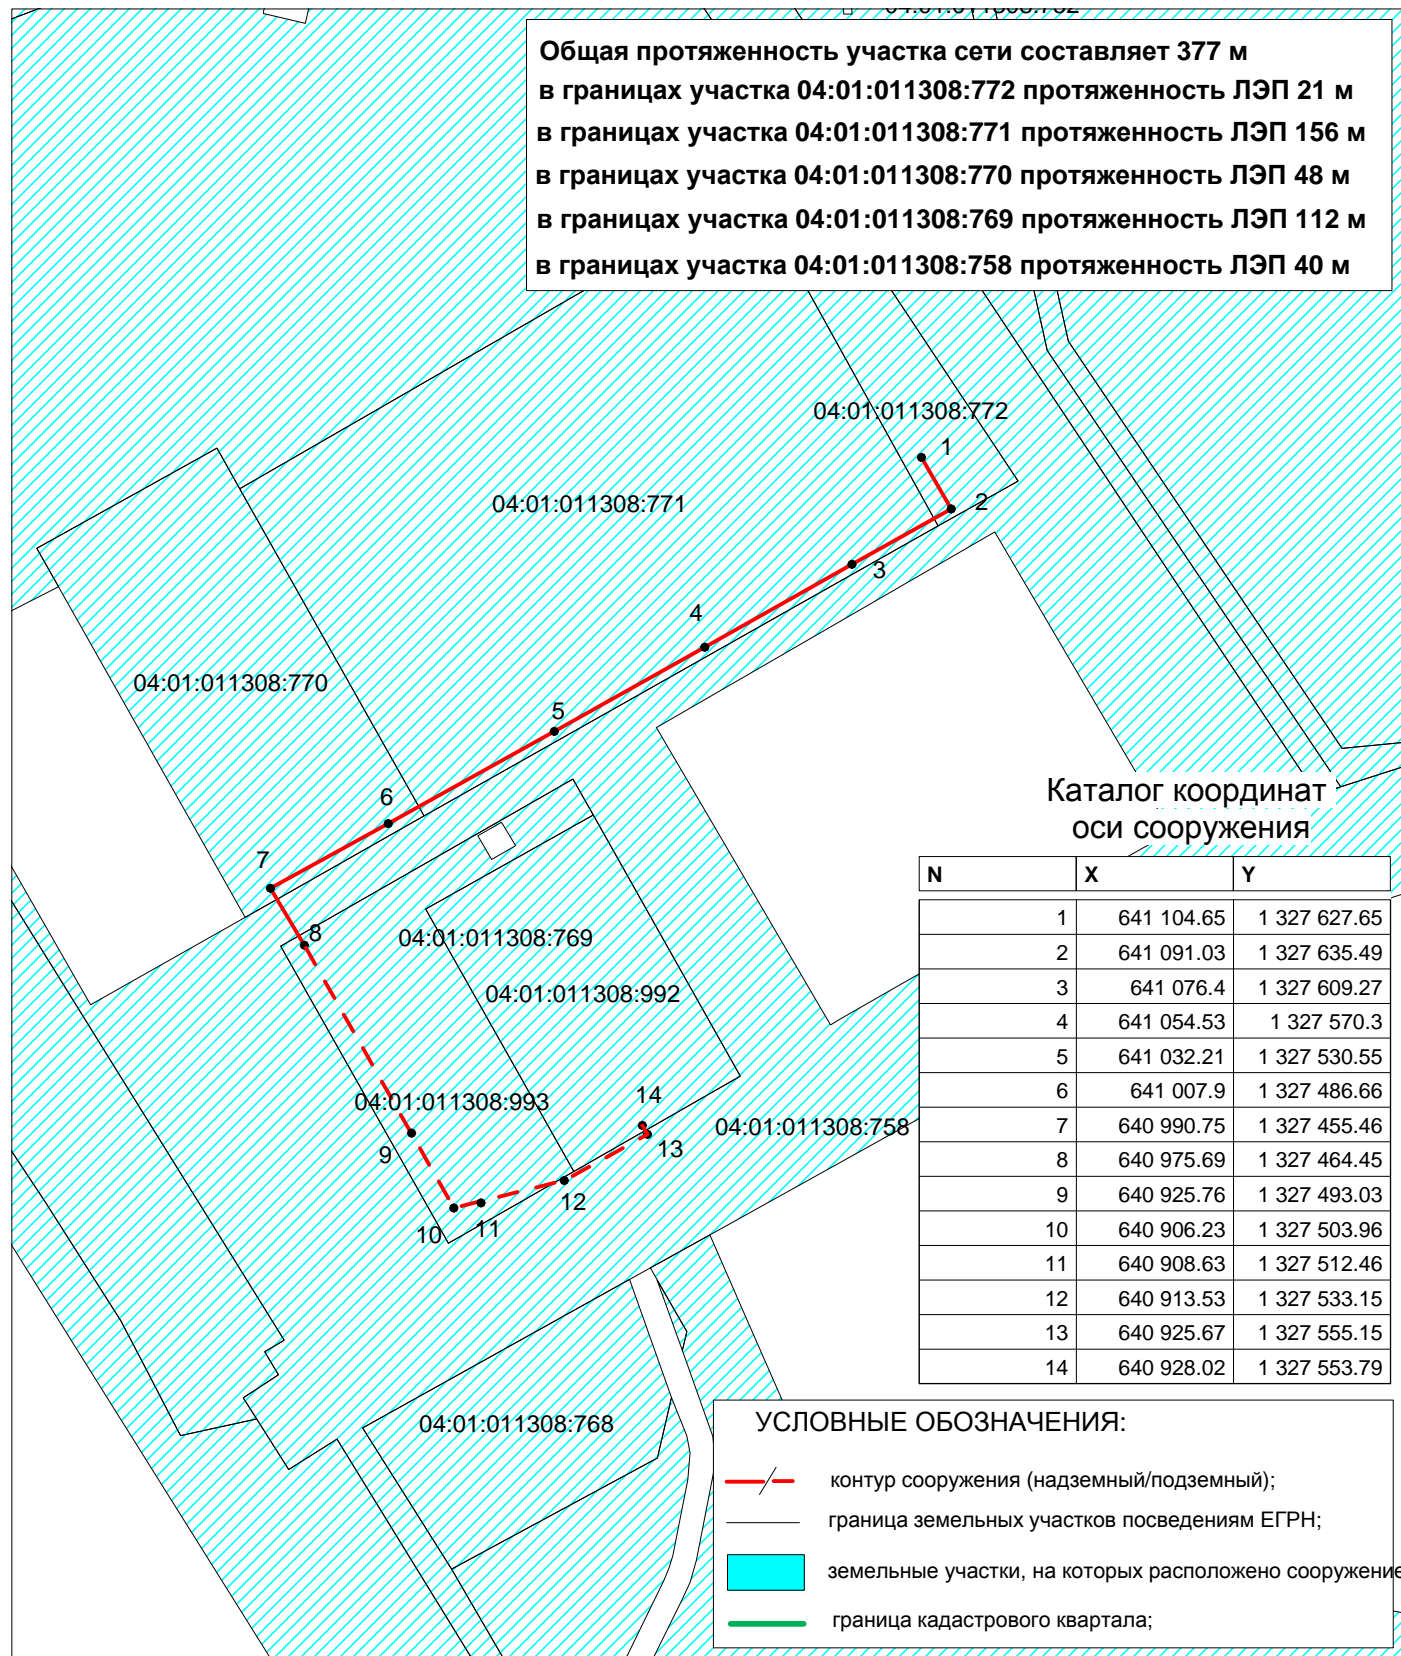 04:01:011308:752
Общая протяженность участка сети составляет 377 м
в границах участка 04:01:011308:772 протяженность ЛЭП 21 м
в границах участка 04:01:011308:771 протяженность ЛЭП 156 м
в границах участка 04:01:011308:770 протяженность ЛЭП 48 м
в границах участка 04:01:011308:769 протяженность ЛЭП 112 м
в границах участка 04:01:011308:758 протяженность ЛЭП 40 м
04:01:011308:772
1
2
04:01:011308:771
3
4
04:01:011308:770
5
6
7
8
04:01:011308:769
04:01:011308:992
04:01:011308:993
14
04:01:011308:758
13
9
12
11
10
04:01:011308:768
Каталог координат
оси сооружения
N X Y
1 641 104.65 1 327 627.65
2 641 091.03 1 327 635.49
3 641 076.4 1 327 609.27
4 641 054.53 1 327 570.3
5 641 032.21 1 327 530.55
6 641 007.9 1 327 486.66
7 640 990.75 1 327 455.46
8 640 975.69 1 327 464.45
9 640 925.76 1 327 493.03
10 640 906.23 1 327 503.96
11 640 908.63 1 327 512.46
12 640 913.53 1 327 533.15
13 640 925.67 1 327 555.15
14 640 928.02 1 327 553.79
УСЛОВНЫЕ ОБОЗНАЧЕНИЯ:
контур сооружения (надземный/подземный);
граница земельных участков посведениям ЕГРН;
земельные участки, на которых расположено сооружение
граница кадастрового квартала;